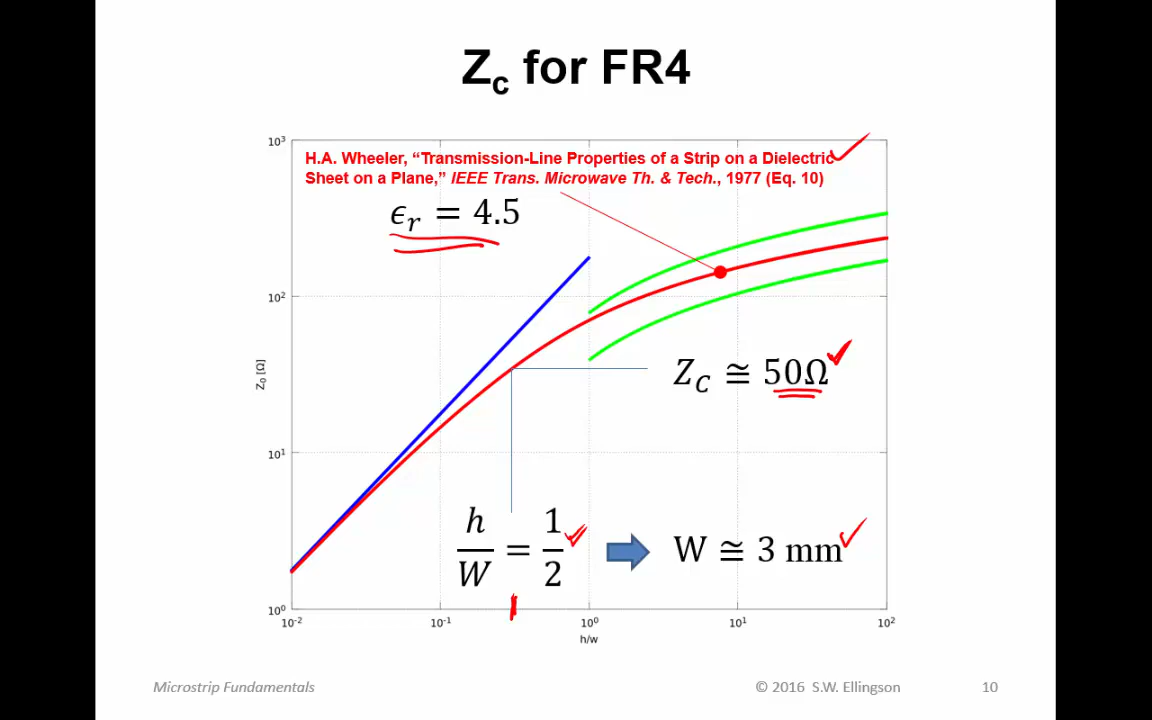 Zc for FR4
10³
H.A. Wheeler, “Transmission-Line Properties of a Strip on a Dielectric
Sheet on a Plane,” IEEE Trans. Microwave Th. & Tech., 1977 (Eq. 10)
ϵᵣ = 4.5
10²
Z₀ [Ω]
Z_C ≅ 50Ω
10¹
h/W = 1/2
W ≅ 3 mm
10⁰
10⁻² 10⁻¹ 10⁰ 10¹ 10²
h/w
Microstrip Fundamentals © 2016 S.W. Ellingson 10